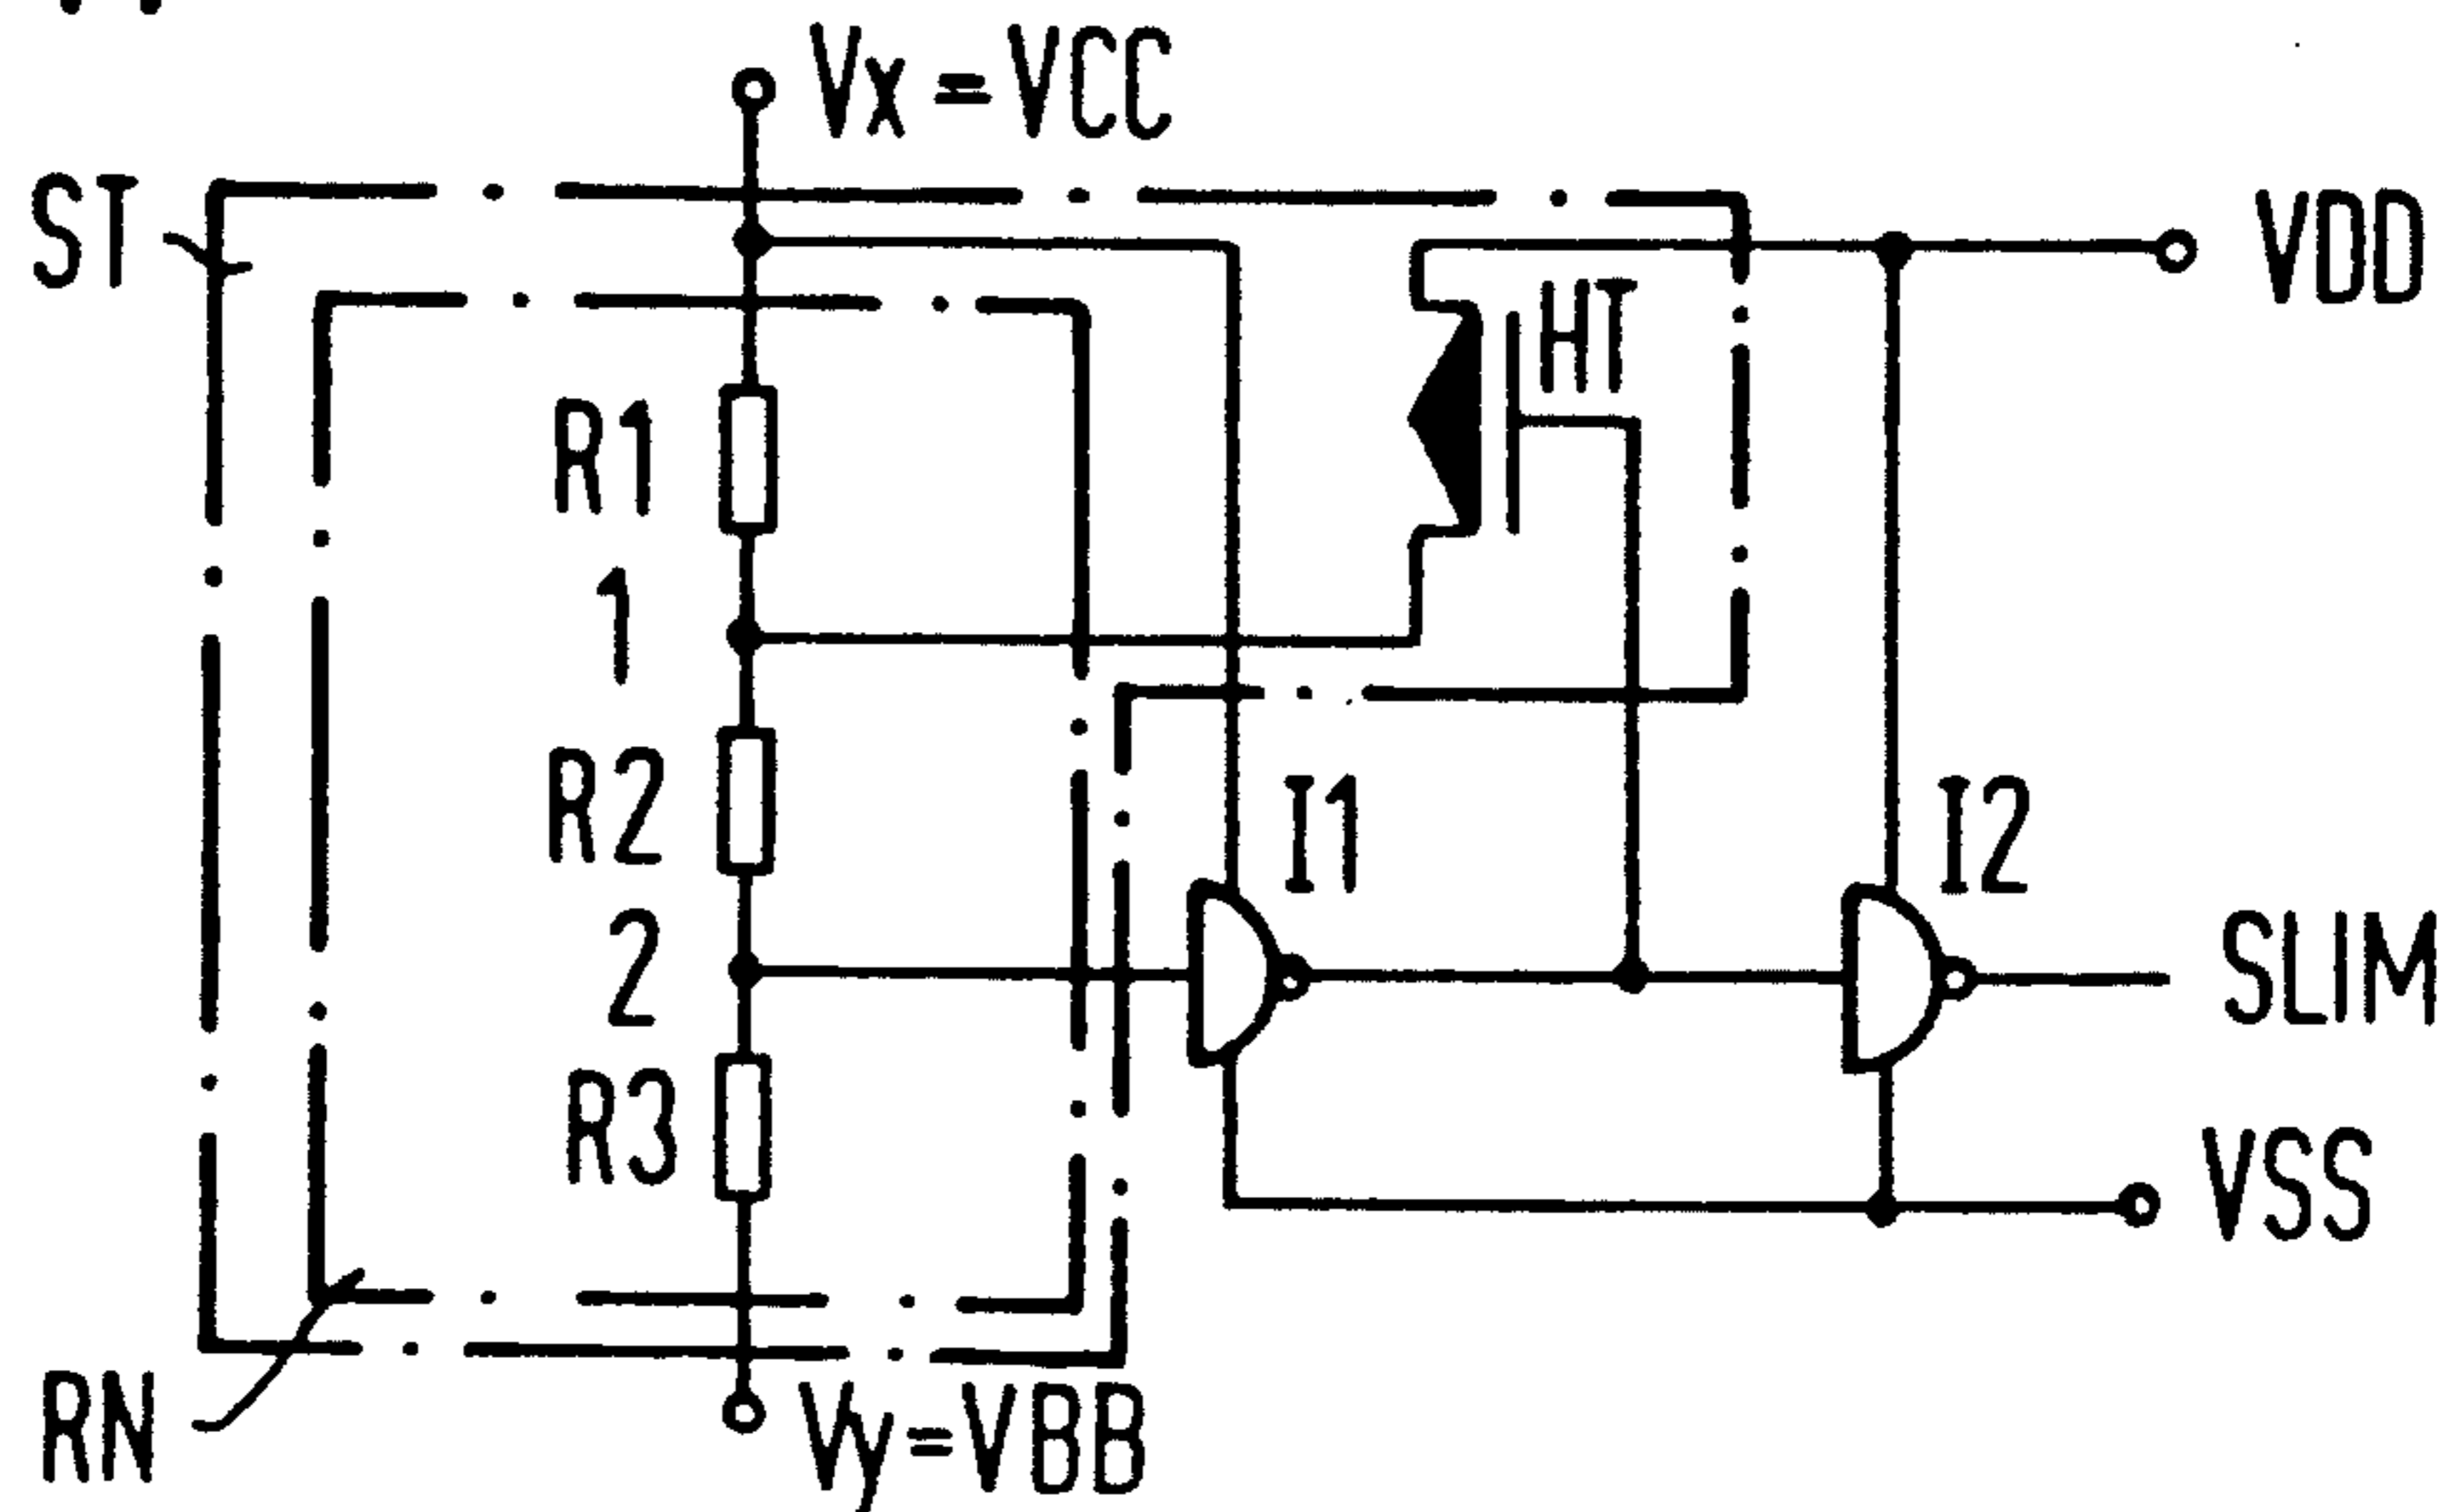 Vx = VCC
ST
VDD
HT
R1
1
R2
I1
I2
2
SLIM
R3
VSS
RN
Vy = VBB